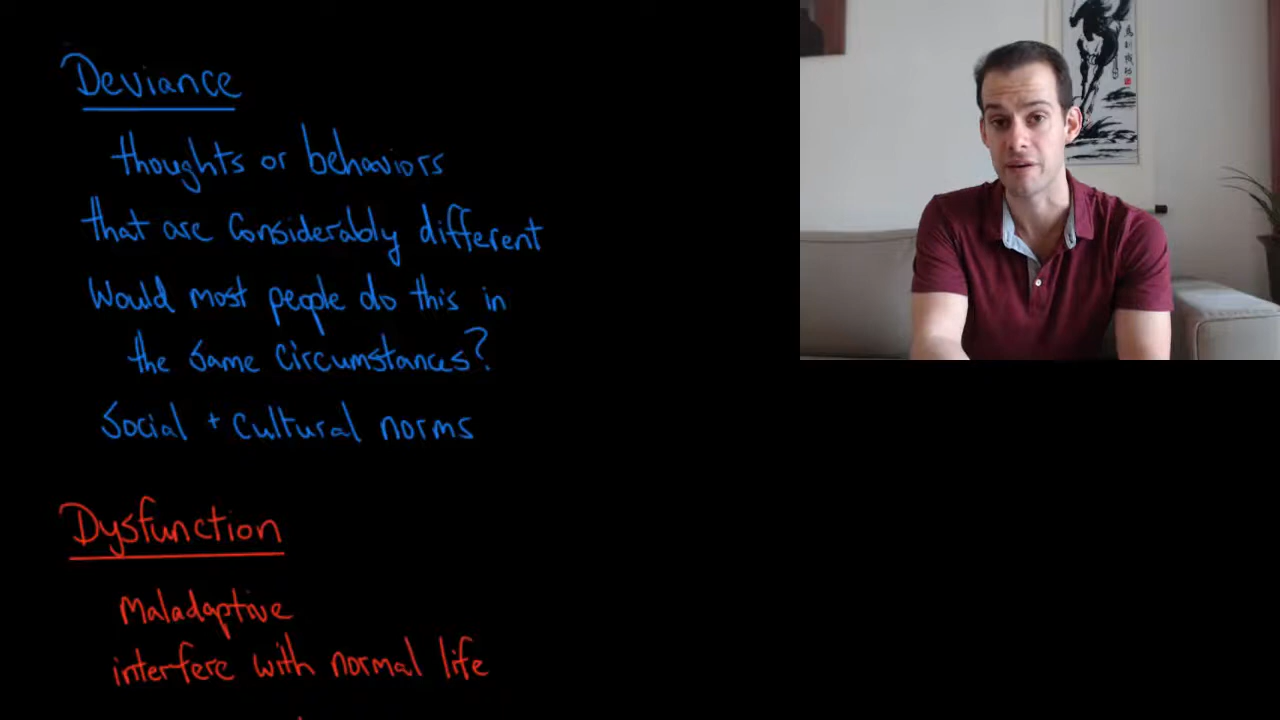 Deviance
thoughts or behaviors
that are considerably different
Would most people do this in
the same circumstances?
Social + cultural norms
Dysfunction
Maladaptive
interfere with normal life